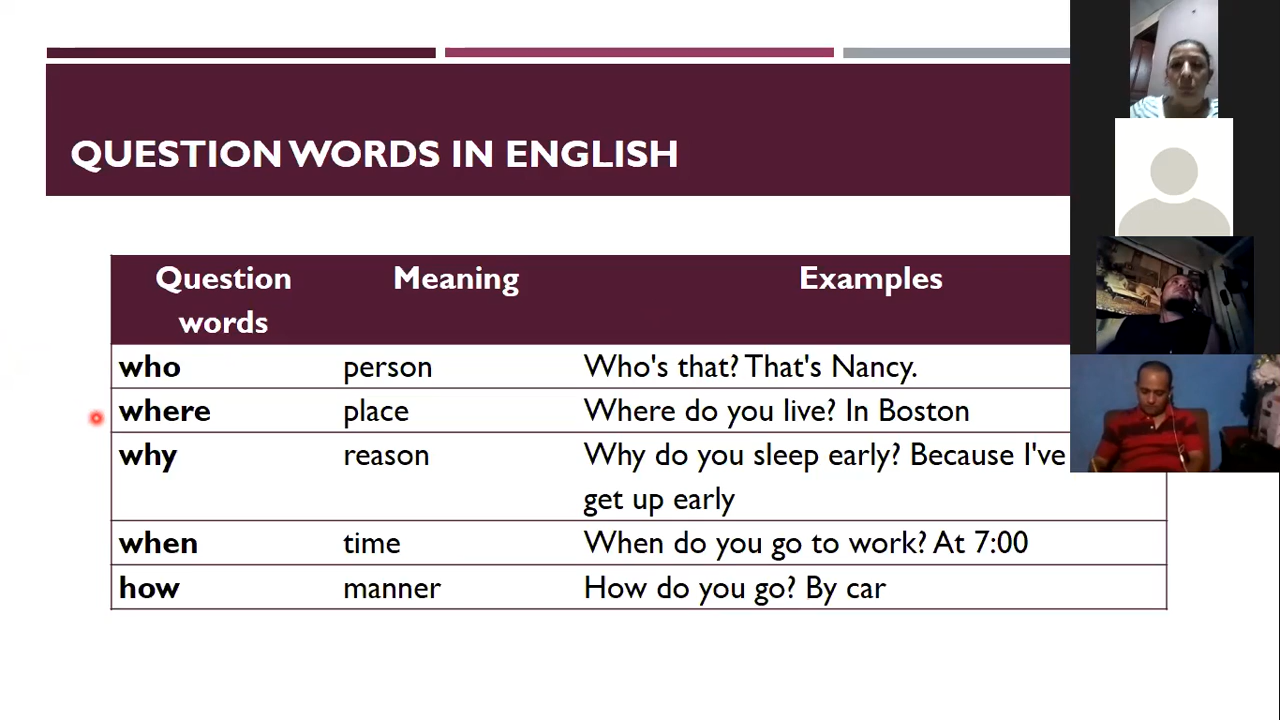 QUESTION WORDS IN ENGLISH
Question words Meaning Examples
who person Who's that? That's Nancy.
where place Where do you live? In Boston
why reason Why do you sleep early? Because I've
get up early
when time When do you go to work? At 7:00
how manner How do you go? By car